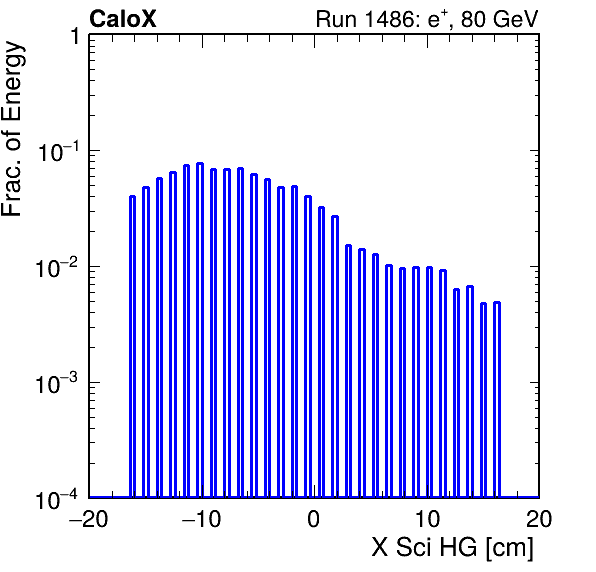 CaloX
Run 1486: e⁺, 80 GeV
Frac. of Energy
1
10⁻¹
10⁻²
10⁻³
10⁻⁴
−20
−10
0
10
20
X Sci HG [cm]